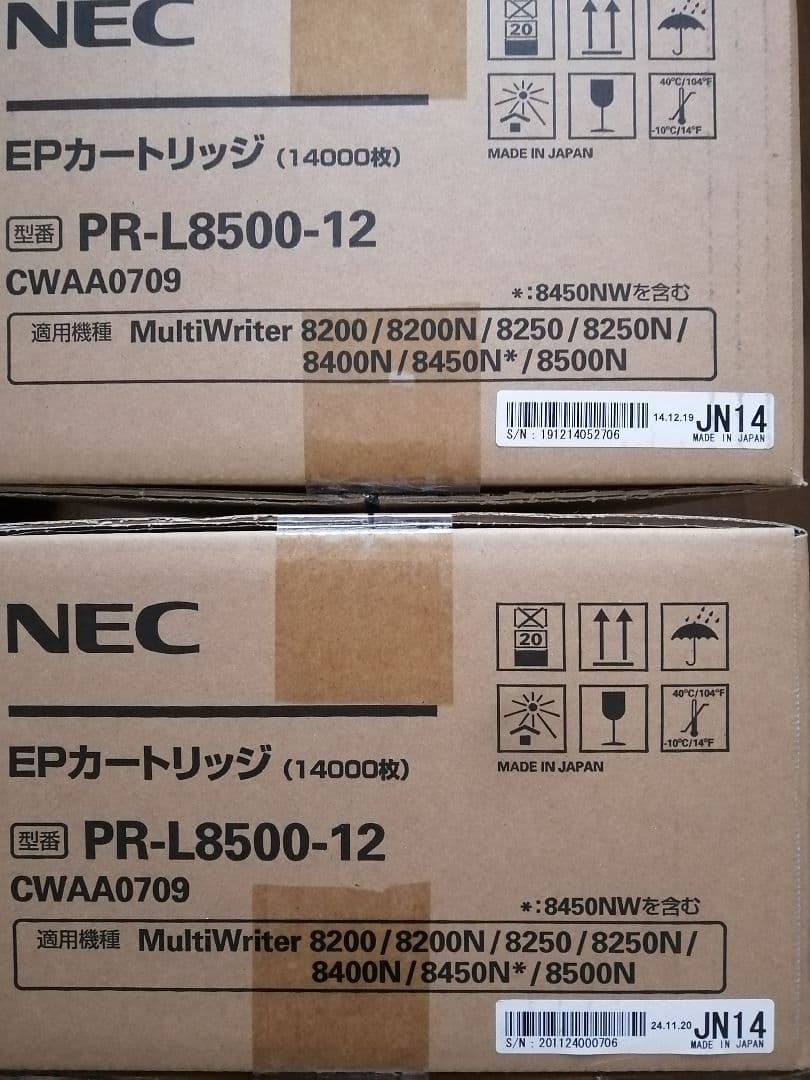 NEC
20
EPカートリッジ (14000枚)
40℃/104°F
-10℃/14°F
MADE IN JAPAN
型番 PR-L8500-12
CWAA0709
*:8450NWを含む
適用機種 MultiWriter 8200/8200N/8250/8250N/
8400N/8450N*/8500N
14.12.19 JN14
S/N : 191214052706 MADE IN JAPAN
NEC
20
40℃/104°F
-10℃/14°F
EPカートリッジ (14000枚)
MADE IN JAPAN
型番 PR-L8500-12
CWAA0709
*:8450NWを含む
適用機種 MultiWriter 8200/8200N/8250/8250N/
8400N/8450N*/8500N
24.11.20 JN14
S/N : 201124000706 MADE IN JAPAN